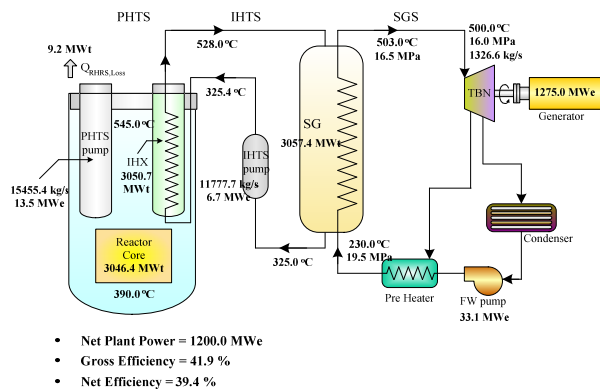 PHTS
IHTS
SGS
9.2 MWt
Q RHRS,Loss
528.0 ℃
503.0 ℃
16.5 MPa
500.0 ℃
16.0 MPa
1326.6 kg/s
325.4 ℃
TBN
1275.0 MWe
Generator
PHTS
pump
545.0 ℃
IHX
3050.7
MWt
SG
3057.4 MWt
IHTS
pump
15455.4 kg/s
13.5 MWe
11777.7 kg/s
6.7 MWe
Condenser
Reactor
Core
3046.4 MWt
390.0 ℃
325.0 ℃
230.0 ℃
19.5 MPa
Pre Heater
FW pump
33.1 MWe
• Net Plant Power = 1200.0 MWe
• Gross Efficiency = 41.9 %
• Net Efficiency = 39.4 %